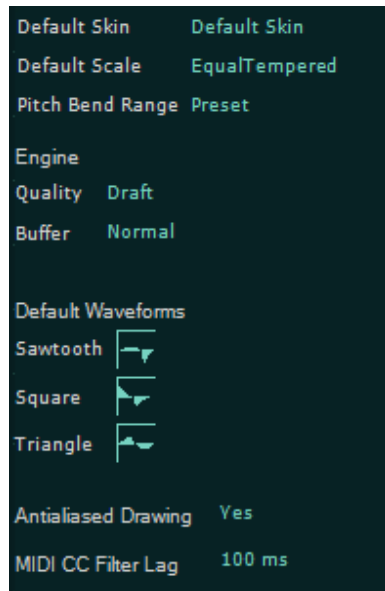 Default Skin Default Skin
Default Scale EqualTempered
Pitch Bend Range Preset
Engine
Quality Draft
Buffer Normal
Default Waveforms
Sawtooth
Square
Triangle
Antialiased Drawing Yes
MIDI CC Filter Lag 100 ms